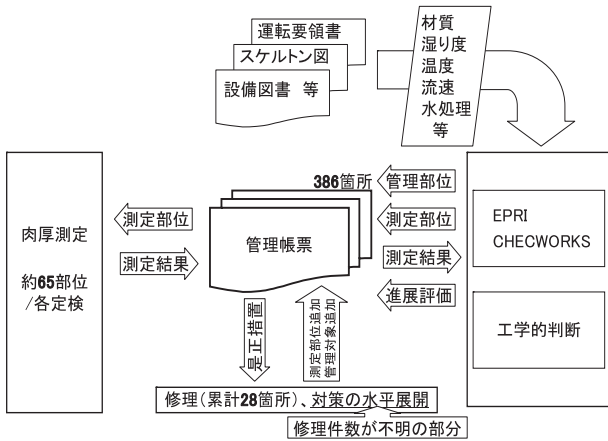 運転要領書
スケルトン図
設備図書 等
材質
湿り度
温度
流速
水処理
等
386箇所
管理部位
測定部位
測定部位
肉厚測定
約65部位
/各定検
測定結果
管理帳票
測定結果
進展評価
EPRI
CHECWORKS
工学的判断
是正措置
測定部位追加
管理対象追加
修理(累計28箇所)、対策の水平展開
修理件数が不明の部分